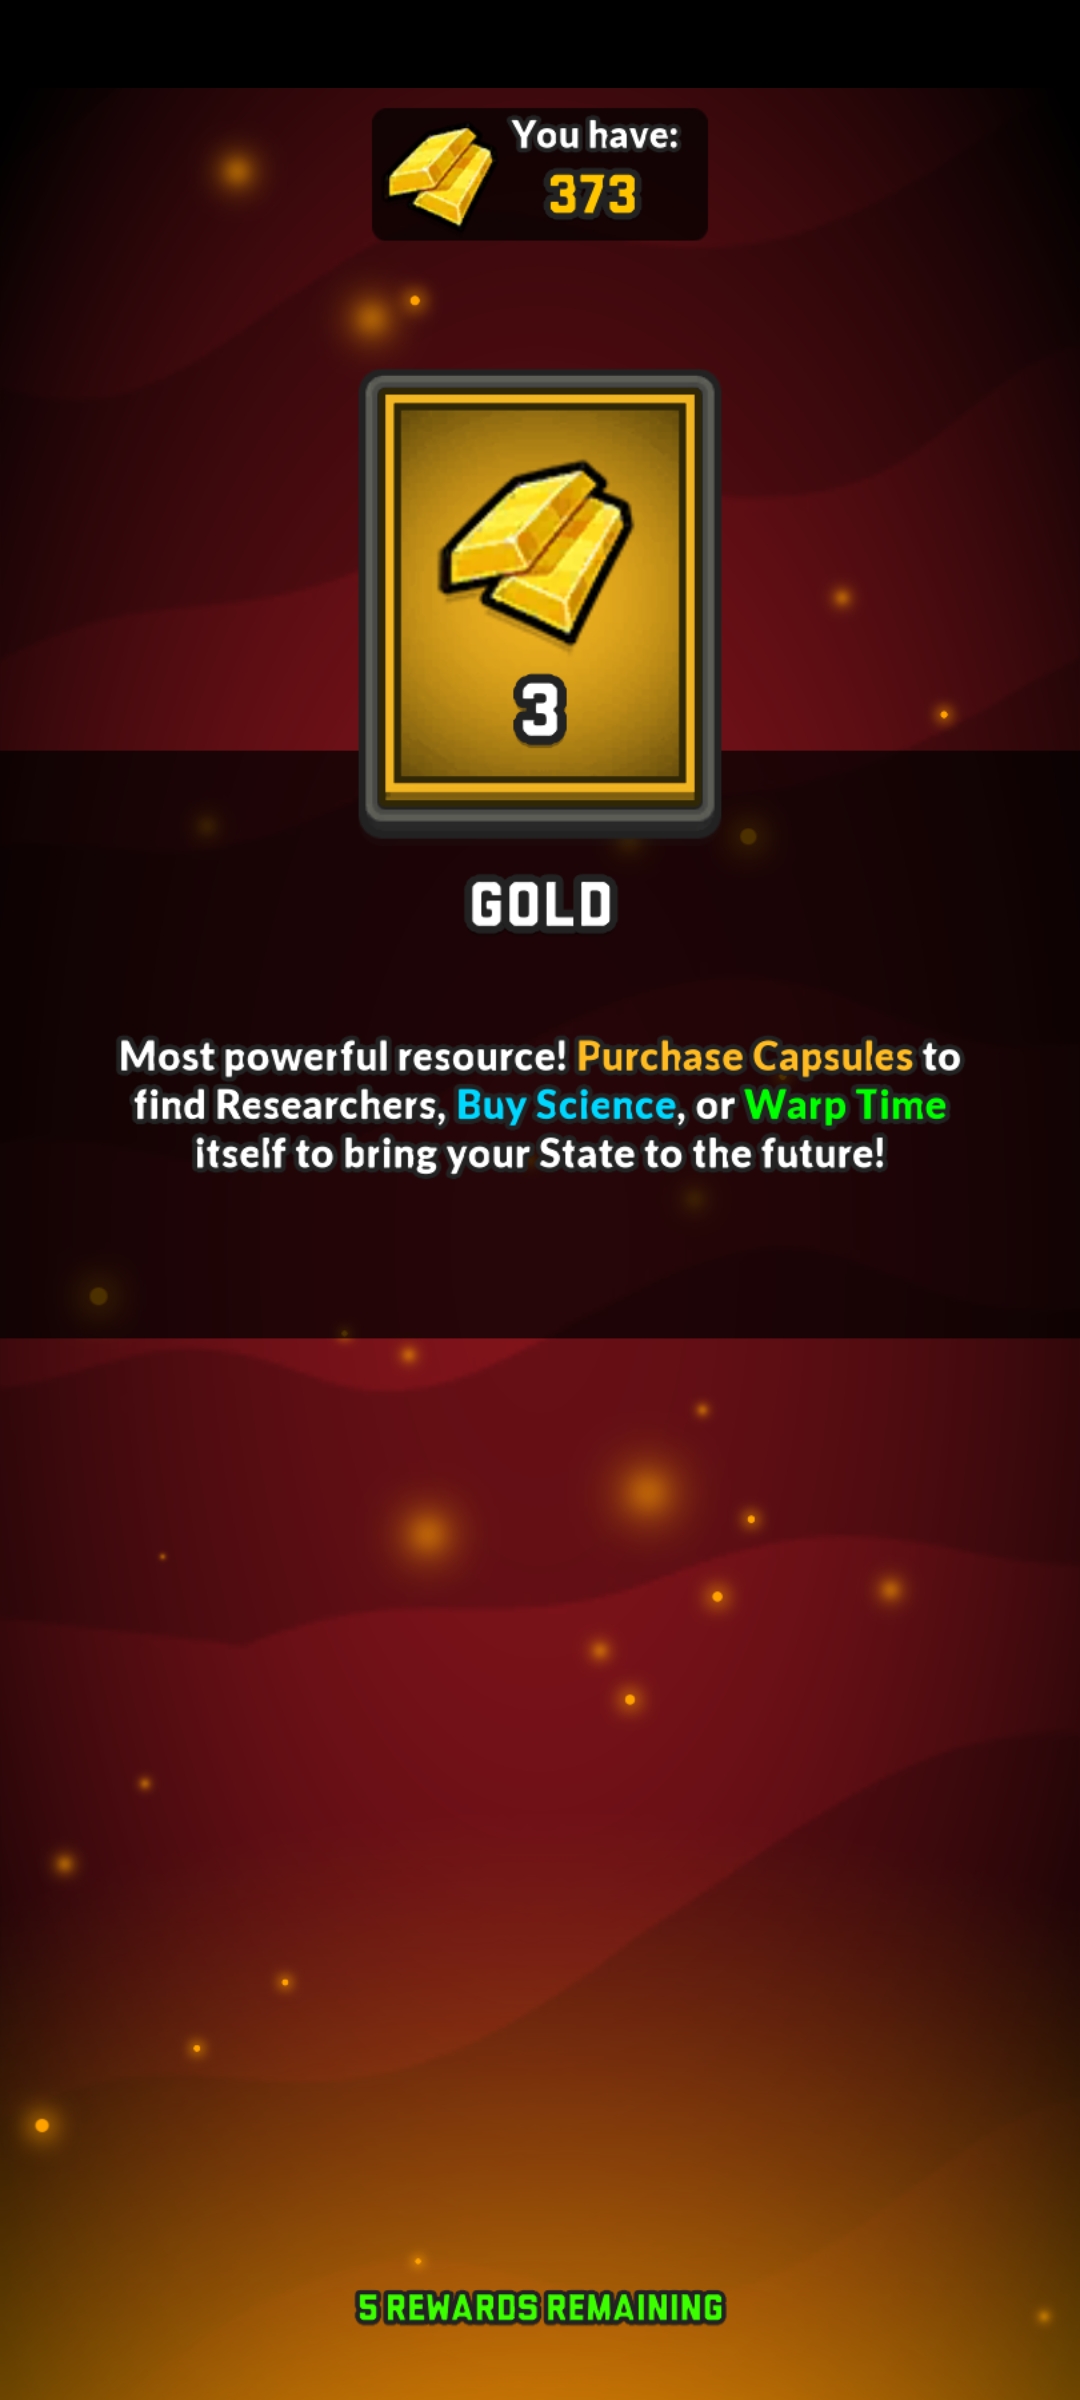 You have:
373
3
GOLD
Most powerful resource! Purchase Capsules to
find Researchers, Buy Science, or Warp Time
itself to bring your State to the future!
5 REWARDS REMAINING